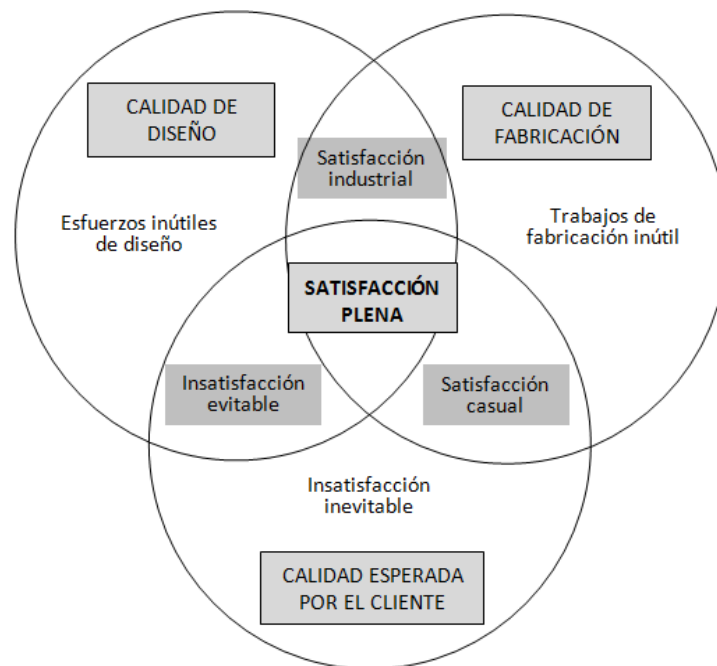 CALIDAD DE
DISEÑO
CALIDAD DE
FABRICACIÓN
Satisfacción
industrial
Esfuerzos inútiles
de diseño
Trabajos de
fabricación inútil
SATISFACCIÓN
PLENA
Insatisfacción
evitable
Satisfacción
casual
Insatisfacción
inevitable
CALIDAD ESPERADA
POR EL CLIENTE